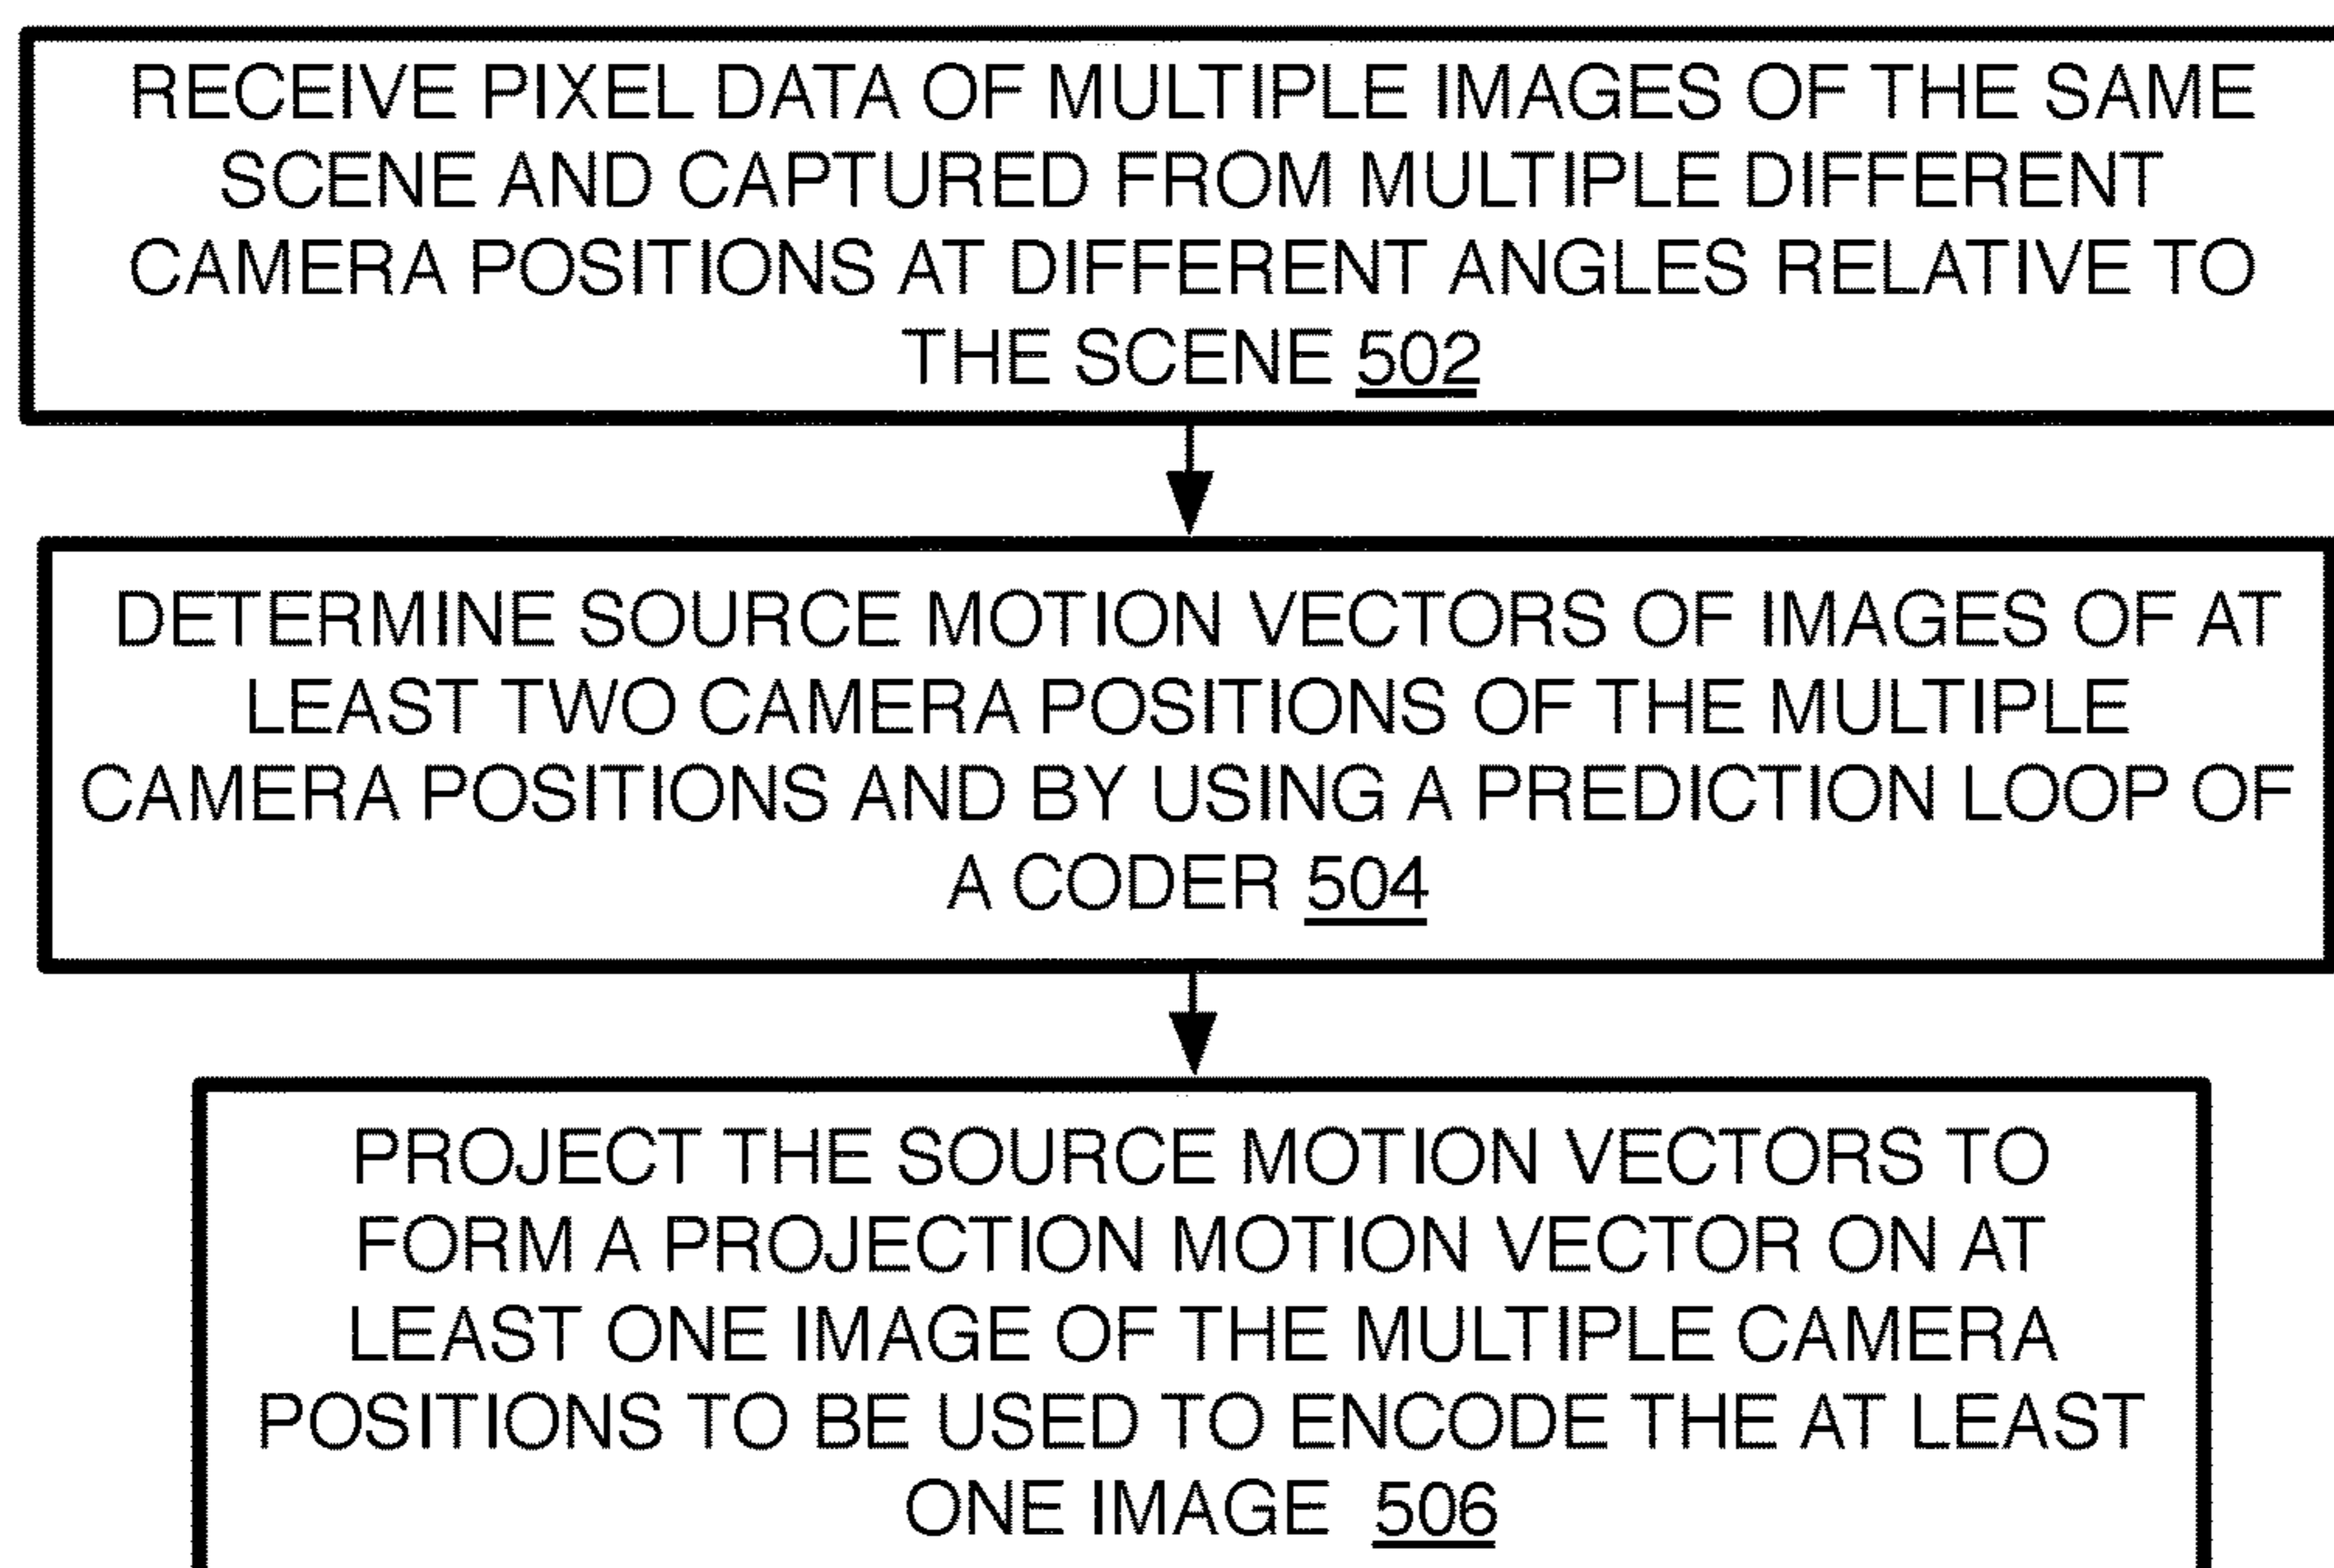 RECEIVE PIXEL DATA OF MULTIPLE IMAGES OF THE SAME
SCENE AND CAPTURED FROM MULTIPLE DIFFERENT
CAMERA POSITIONS AT DIFFERENT ANGLES RELATIVE TO
THE SCENE 502
DETERMINE SOURCE MOTION VECTORS OF IMAGES OF AT
LEAST TWO CAMERA POSITIONS OF THE MULTIPLE
CAMERA POSITIONS AND BY USING A PREDICTION LOOP OF
A CODER 504
PROJECT THE SOURCE MOTION VECTORS TO
FORM A PROJECTION MOTION VECTOR ON AT
LEAST ONE IMAGE OF THE MULTIPLE CAMERA
POSITIONS TO BE USED TO ENCODE THE AT LEAST
ONE IMAGE 506